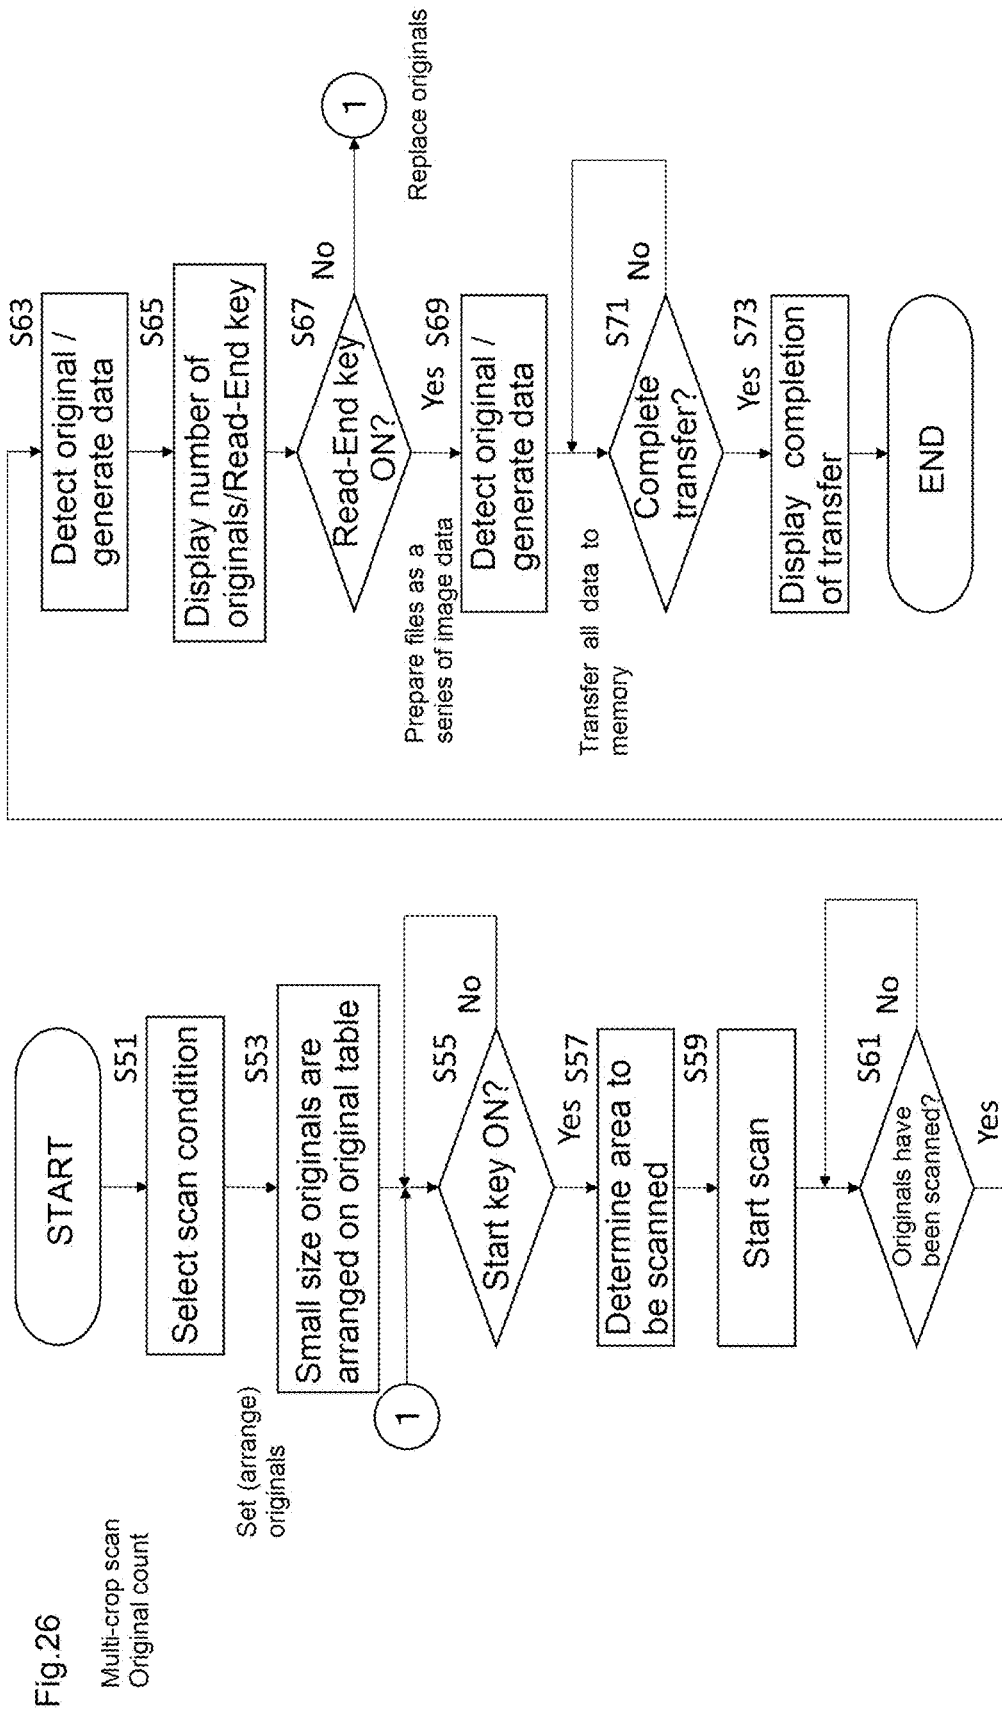 Fig.26
Multi-crop scan
Original count
START
S51
Select scan condition
Set (arrange)
originals
S53
Small size originals are
arranged on original table
1
S55
Start key ON?
No
Yes S57
Determine area to
be scanned
S59
Start scan
S61
Originals have
been scanned?
No
Yes
S63
Detect original /
generate data
S65
Display number of
originals/Read-End key
S67
Read-End key
ON?
No
1
Replace originals
Prepare files as a
series of image data
Yes S69
Detect original /
generate data
Transfer all data to
memory
S71
Complete
transfer?
No
Yes S73
Display completion
of transfer
END